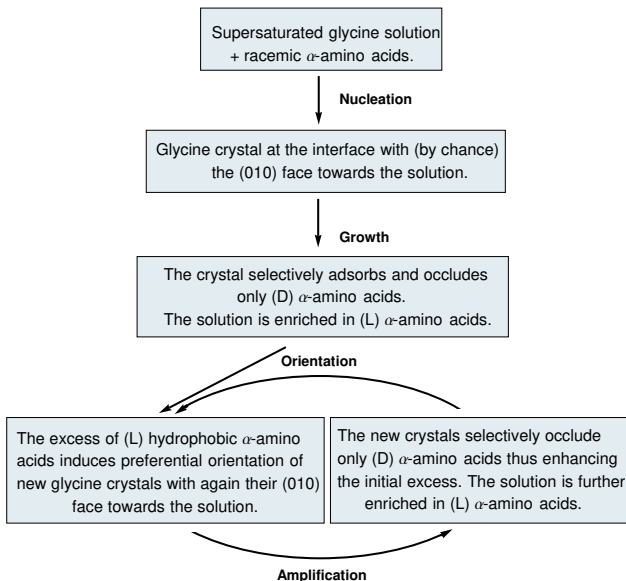 Supersaturated glycine solution
+ racemic α-amino acids.
Nucleation
Glycine crystal at the interface with (by chance)
the (010) face towards the solution.
Growth
The crystal selectively adsorbs and occludes
only (D) α-amino acids.
The solution is enriched in (L) α-amino acids.
Orientation
The excess of (L) hydrophobic α-amino
acids induces preferential orientation of
new glycine crystals with again their (010)
face towards the solution.
The new crystals selectively occlude
only (D) α-amino acids thus enhancing
the initial excess. The solution is further
enriched in (L) α-amino acids.
Amplification